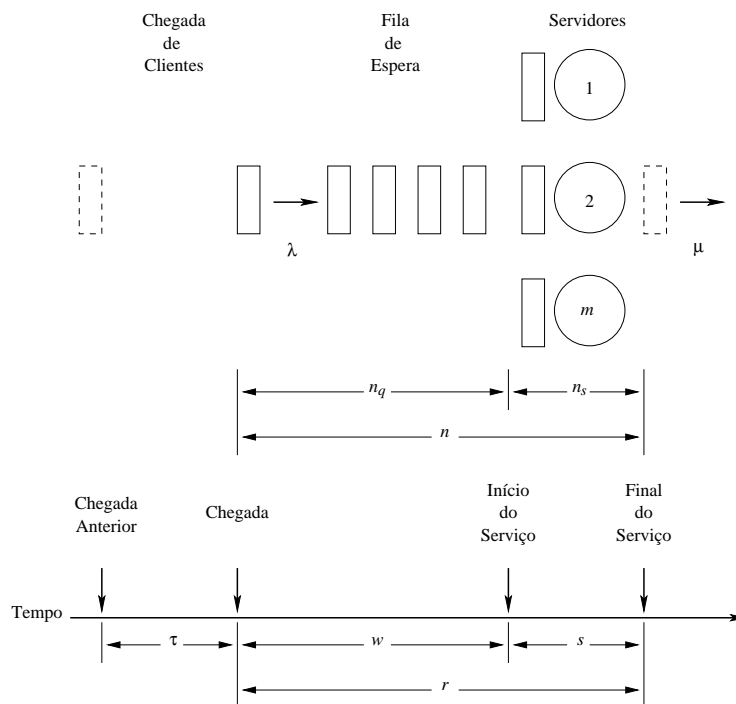 Chegada
de
Clientes
Fila
de
Espera
Servidores
1
2
m
λ
μ
n_q
n_s
n
Chegada
Anterior
Chegada
Início
do
Serviço
Final
do
Serviço
Tempo
τ
w
s
r